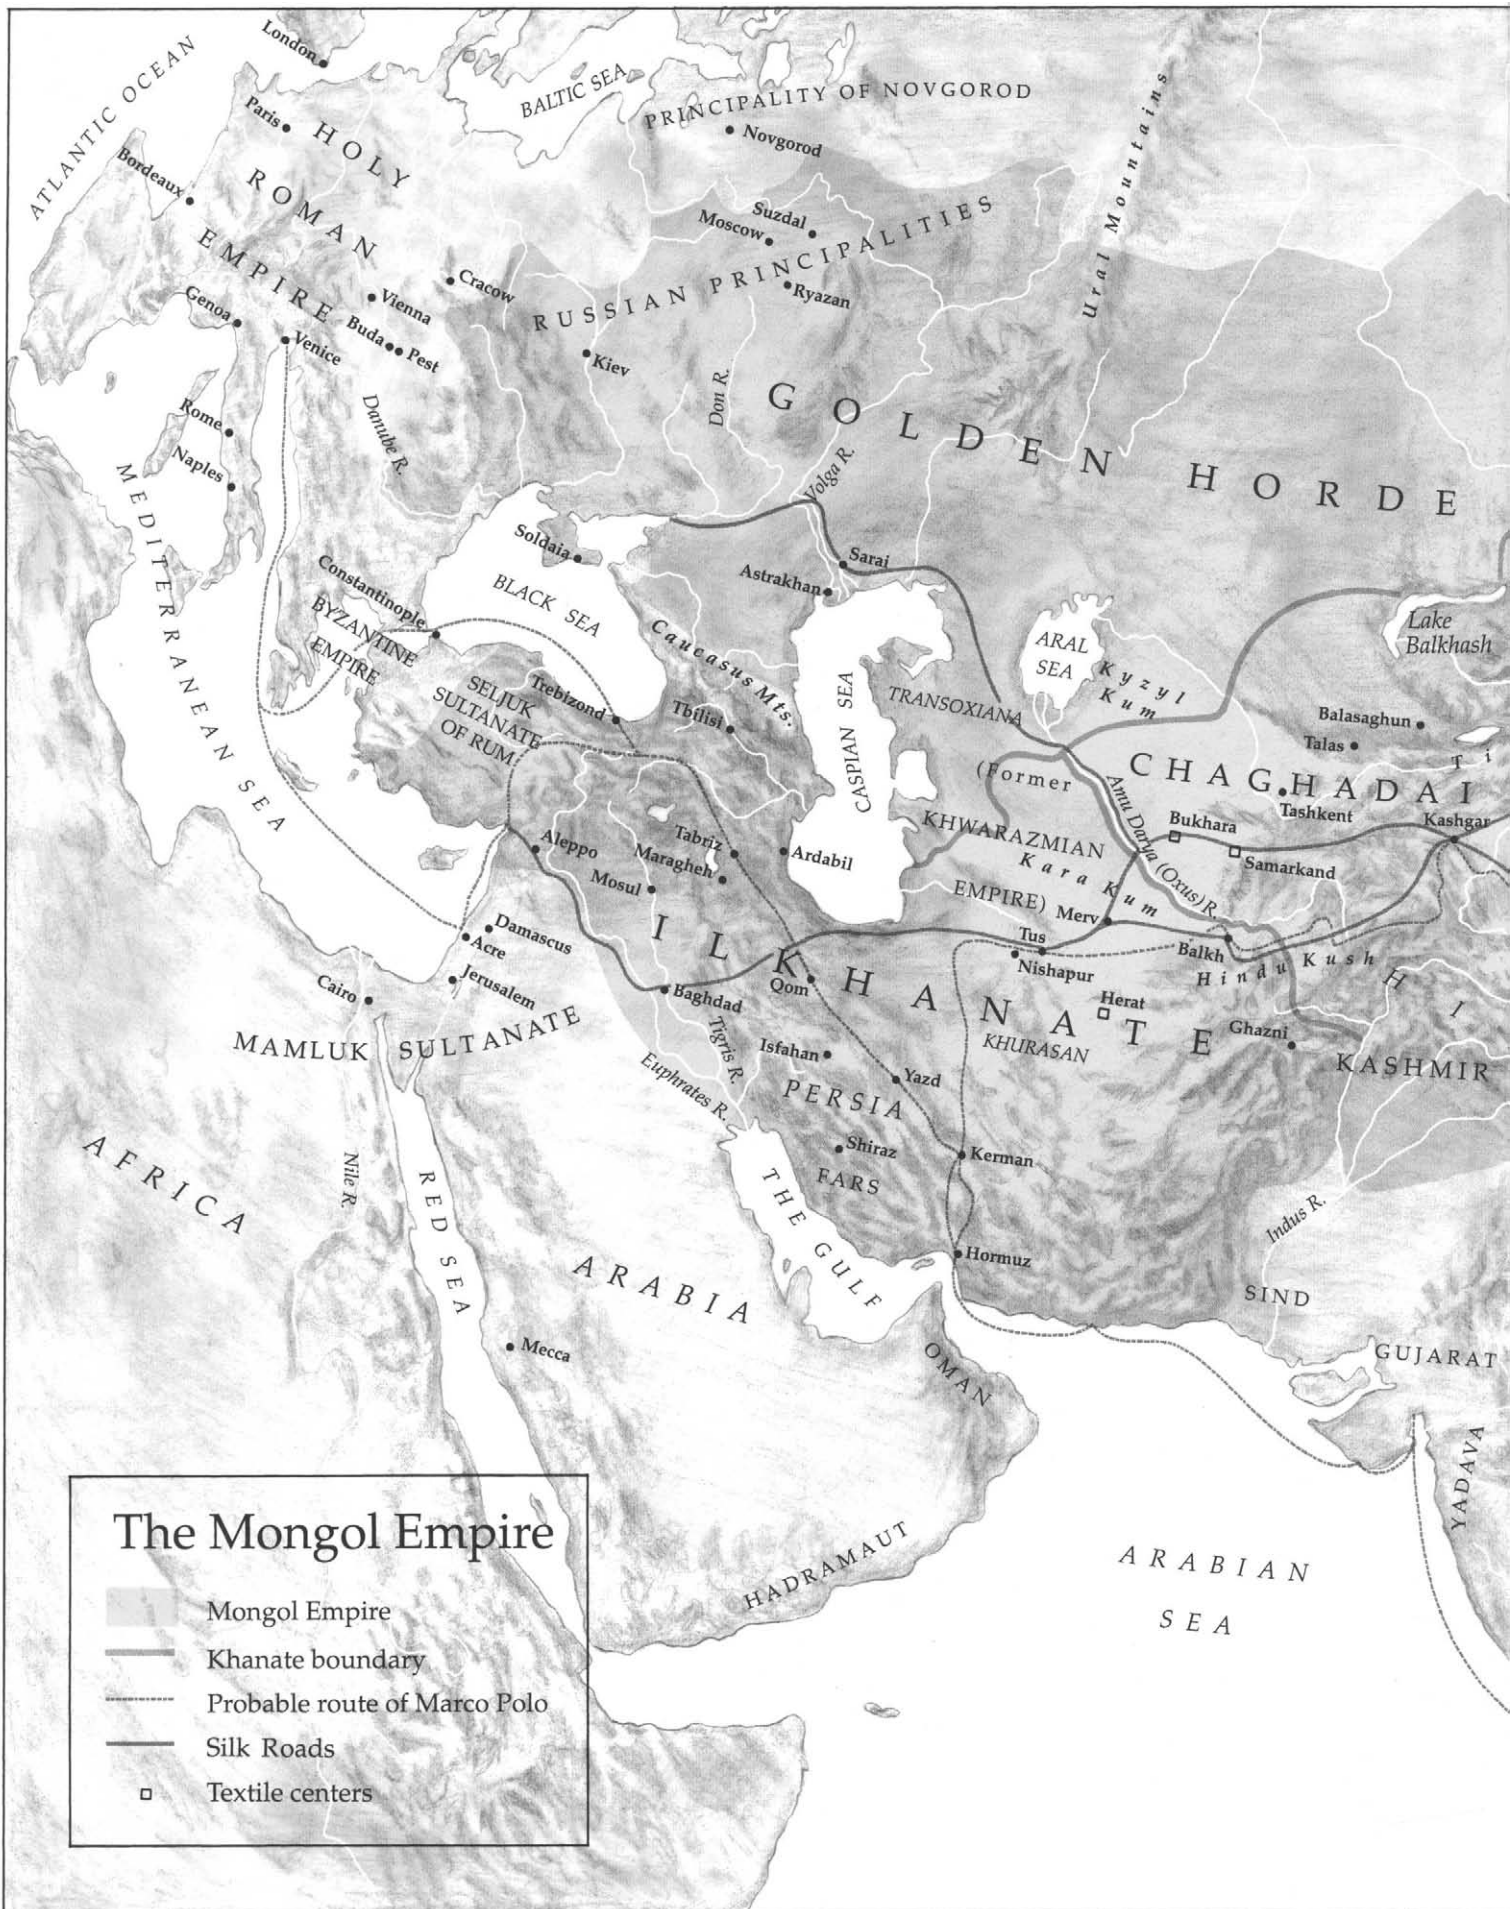 London
ATLANTIC OCEAN
BALTIC SEA
PRINCIPALITY OF NOVGOROD
Novgorod
Paris
HOLY
ROMAN
EMPIRE
Bordeaux
Ural Mountains
Suzdal
Moscow
RUSSIAN PRINCIPALITIES
Ryazan
Cracow
Vienna
Genoa
Venice
Buda
Pest
Kiev
Don R.
GOLDEN HORDE
Rome
Danube R.
Naples
Volga R.
MEDITERRANEAN SEA
Soldaia
Sarai
Astrakhan
Constantinople
BLACK SEA
BYZANTINE
EMPIRE
Caucasus Mts.
ARAL
SEA
Kyzyl
Kum
Lake
Balkhash
SELJUK
SULTANATE
OF RUM
Trebizond
Tbilisi
CASPIAN SEA
TRANSOXIANA
Balasaghun
Talas
Ti
(Former
KHWARAZMIAN
EMPIRE)
CHAGHADAI
Tashkent
Kashgar
Amu Darya (Oxus) R.
Bukhara
Samarkand
Kara Kum
Aleppo
Tabriz
Maragheh
Ardabil
Mosul
Merv
Tus
Nishapur
Balkh
Hindu Kush
Damascus
Acre
Jerusalem
Cairo
ILKHANATE
Baghdad
Qom
Herat
Ghazni
HI
KHURASAN
KASHMIR
MAMLUK SULTANATE
Tigris R.
Euphrates R.
Isfahan
Yazd
PERSIA
Shiraz
FARS
Kerman
AFRICA
Nile R.
RED SEA
THE GULF
Hormuz
Indus R.
ARABIA
SIND
Mecca
OMAN
GUJARAT
YADAVA
HADRAMAUT
ARABIAN
SEA
The Mongol Empire
Mongol Empire
Khanate boundary
Probable route of Marco Polo
Silk Roads
Textile centers